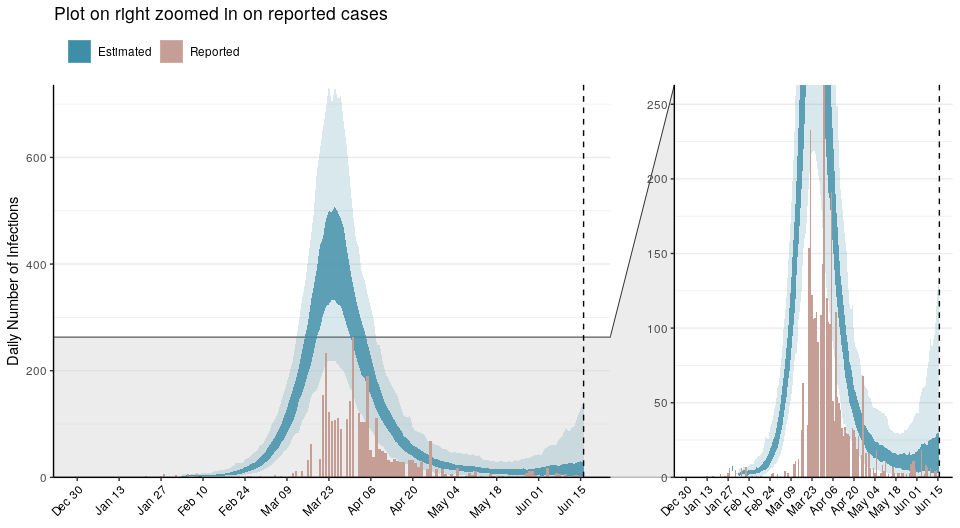 Plot on right zoomed in on reported cases
Estimated Reported
Daily Number of Infections
600
400
200
0
Dec 30 Jan 13 Jan 27 Feb 10 Feb 24 Mar 09 Mar 23 Apr 06 Apr 20 May 04 May 18 Jun 01 Jun 15
250
200
150
100
50
0
Dec 30 Jan 13 Jan 27 Feb 10 Feb 24 Mar 09 Mar 23 Apr 06 Apr 20 May 04 May 18 Jun 01 Jun 15